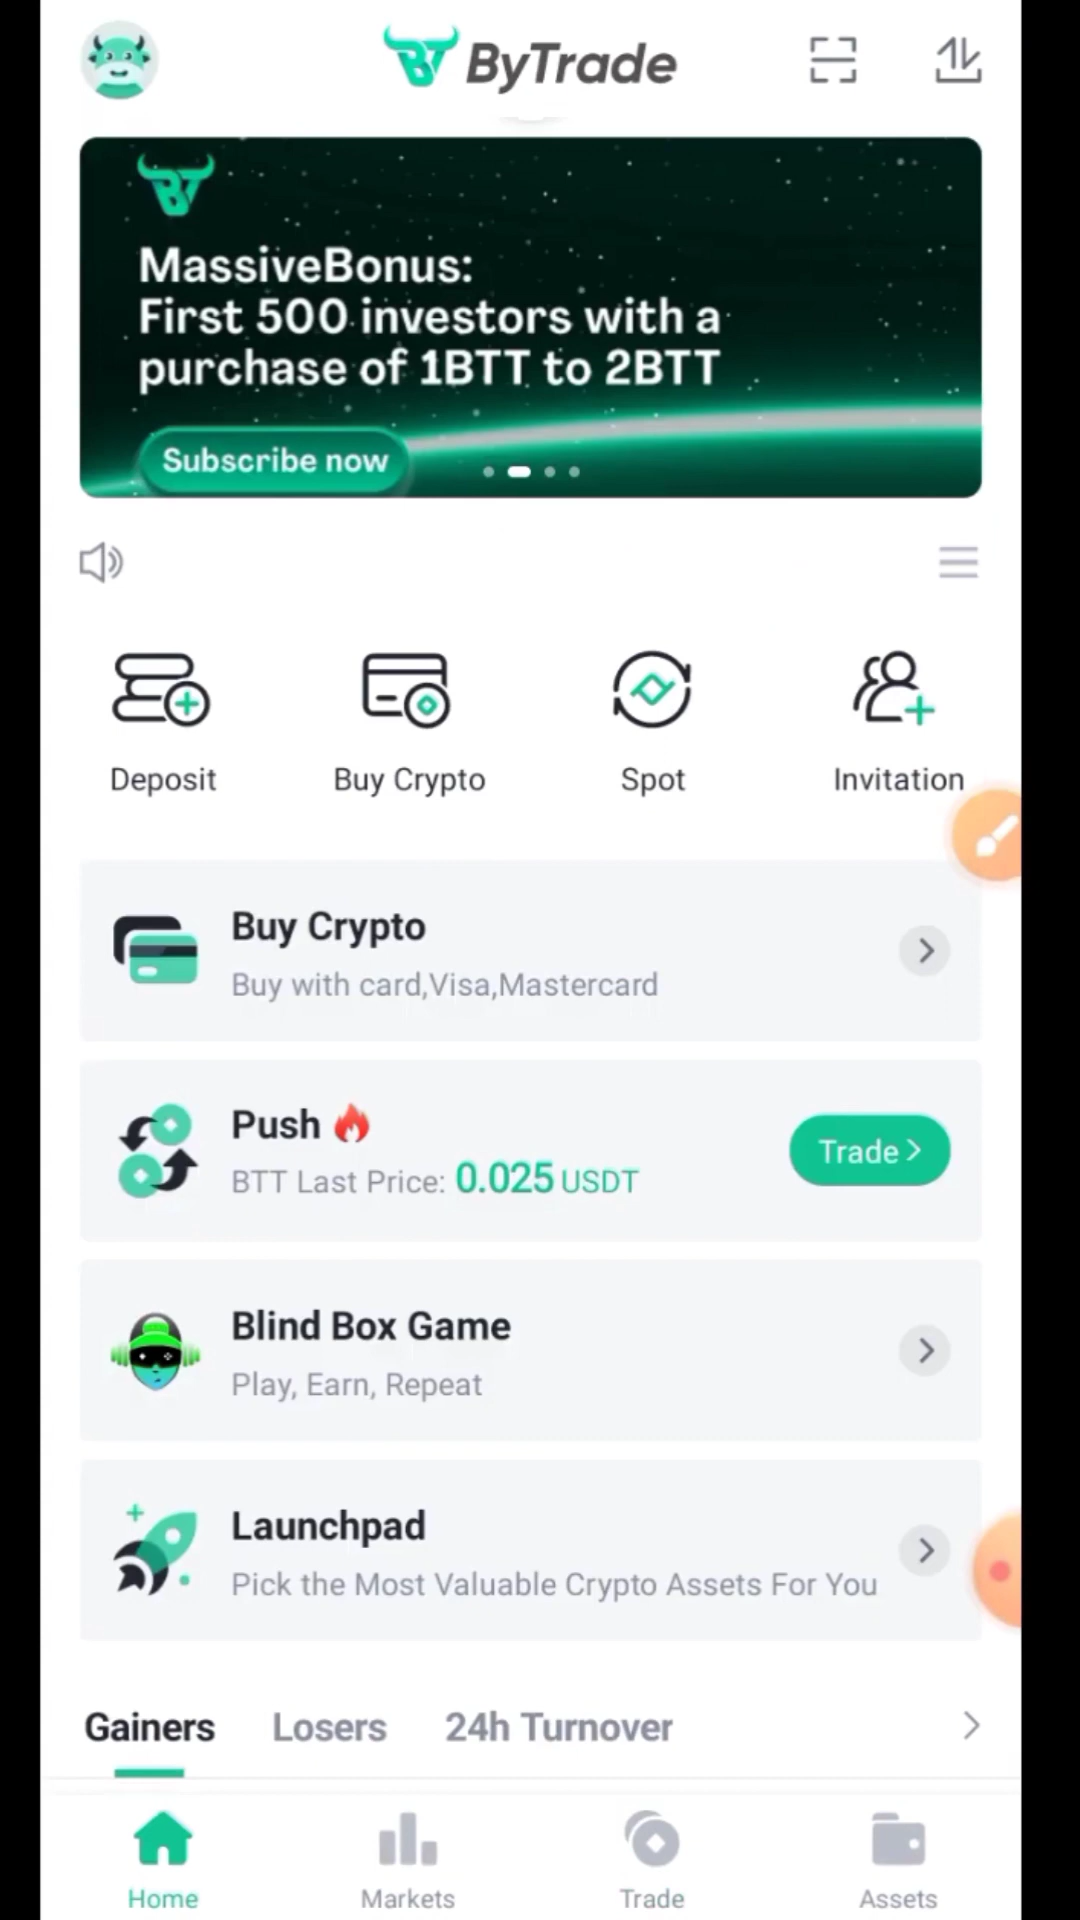 ByTrade
BT
MassiveBonus:
First 500 investors with a
purchase of 1BTT to 2BTT
Subscribe now
Deposit
Buy Crypto
Spot
Invitation
Buy Crypto
Buy with card,Visa,Mastercard
Push
BTT Last Price: 0.025 USDT
Trade
Blind Box Game
Play, Earn, Repeat
Launchpad
Pick the Most Valuable Crypto Assets For You
Gainers
Losers
24h Turnover
Home
Markets
Trade
Assets